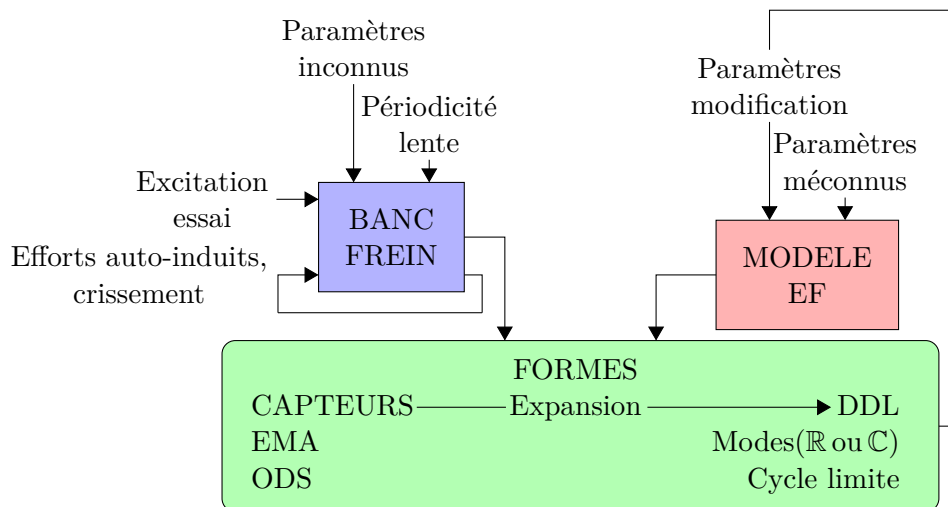 Paramètres
inconnus
Périodicité
lente
Excitation
essai
Efforts auto-induits,
crissement
BANC
FREIN
Paramètres
modification
Paramètres
méconnus
MODELE
EF
FORMES
CAPTEURS Expansion DDL
EMA Modes(ℝ ou ℂ)
ODS Cycle limite